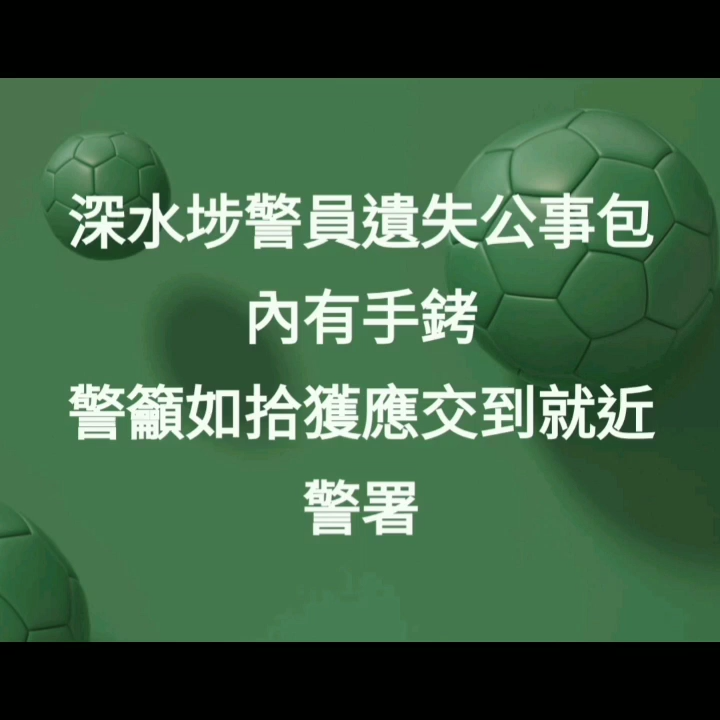 深水埗警員遺失公事包
內有手銬
警籲如拾獲應交到就近
警署